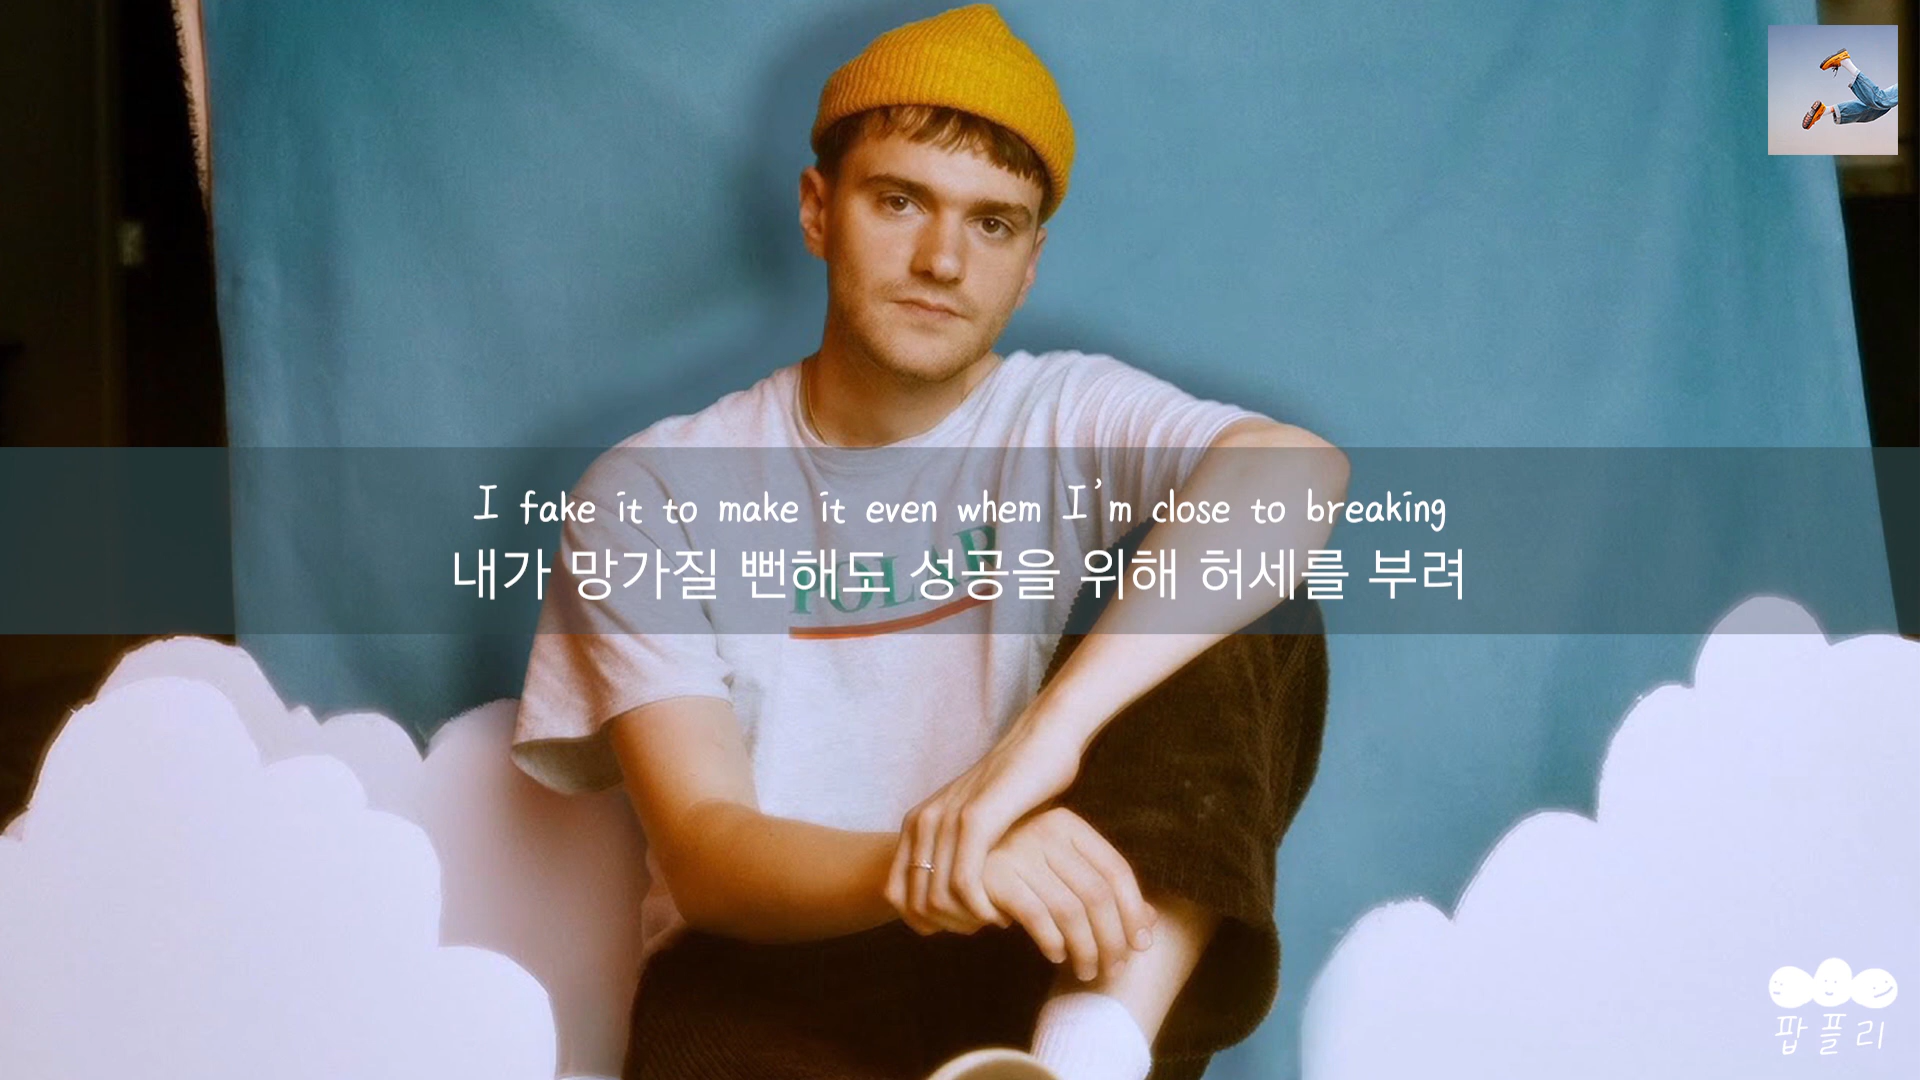 I fake it to make it even whem I'm close to breaking
내가 망가질 뻔해도 성공을 위해 허세를 부려
POLAR
팝플리